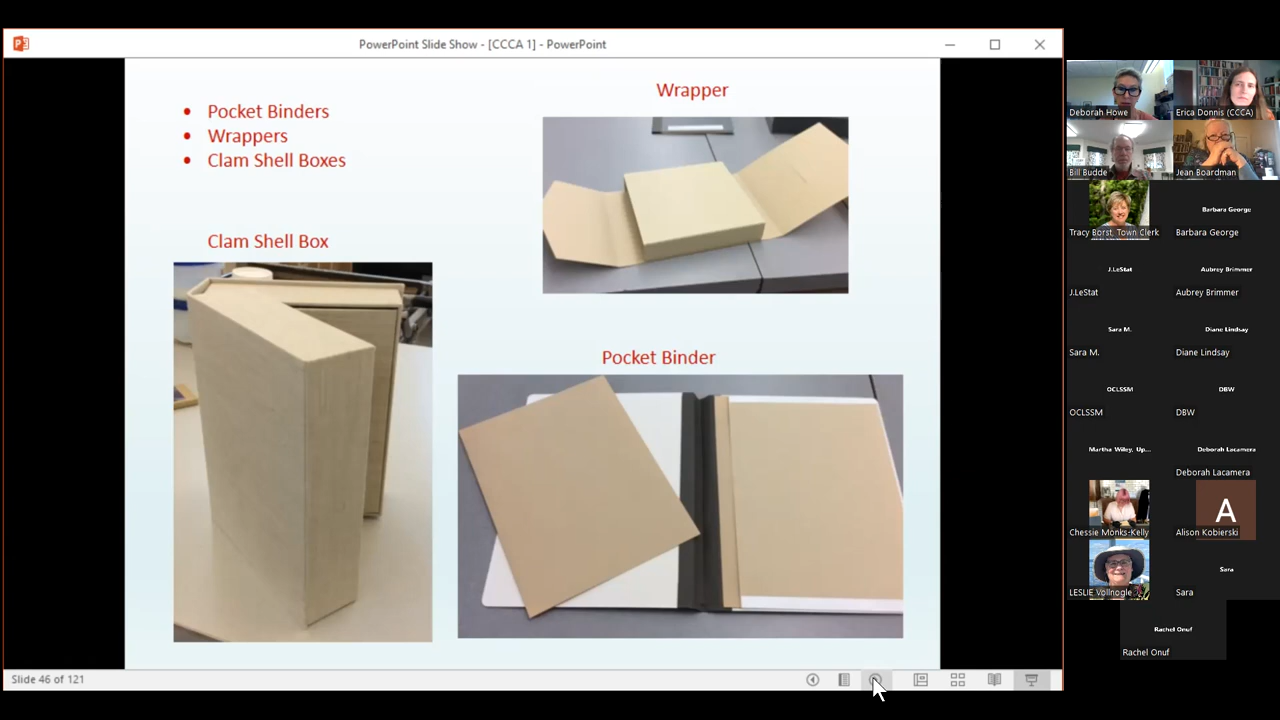 PowerPoint Slide Show - [CCCA 1] - PowerPoint
• Pocket Binders
• Wrappers
• Clam Shell Boxes
Wrapper
Clam Shell Box
Pocket Binder
Slide 46 of 121
Deborah Howe
Erica Donnis (CCCA)
Bill Budde
Jean Boardman
Tracy Borst, Town Clerk
Barbara George
Barbara George
J.LeStat
J.LeStat
Aubrey Brimmer
Aubrey Brimmer
Sara M.
Sara M.
Diane Lindsay
Diane Lindsay
OCLSSM
OCLSSM
DBW
DBW
Martha Wiley, Up...
Deborah Lacamera
Deborah Lacamera
Chessie Monks-Kelly
A
Alison Kobierski
LESLIE Vollnogle
Sara
Sara
Rachel Onuf
Rachel Onuf